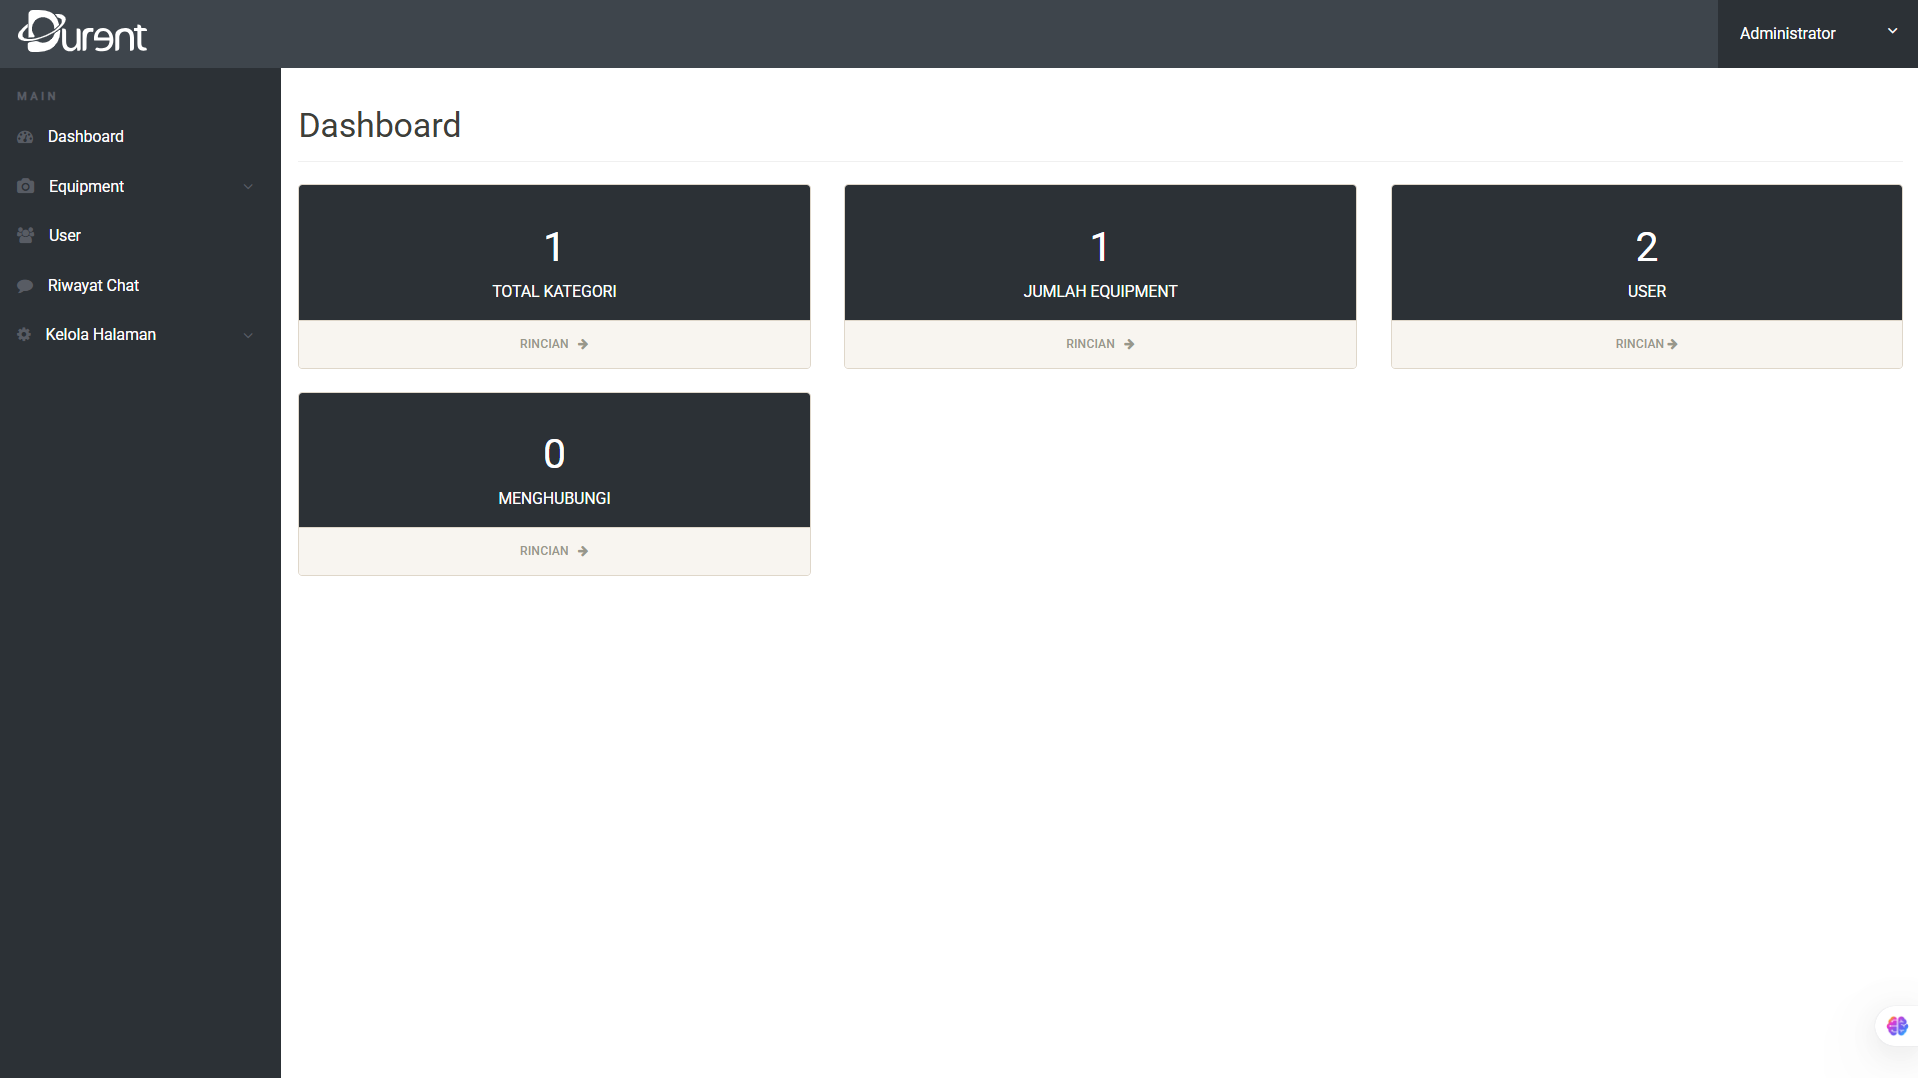 Durent
Administrator
MAIN
Dashboard
Equipment
User
Riwayat Chat
Kelola Halaman
Dashboard
1
TOTAL KATEGORI
RINCIAN
1
JUMLAH EQUIPMENT
RINCIAN
2
USER
RINCIAN
0
MENGHUBUNGI
RINCIAN